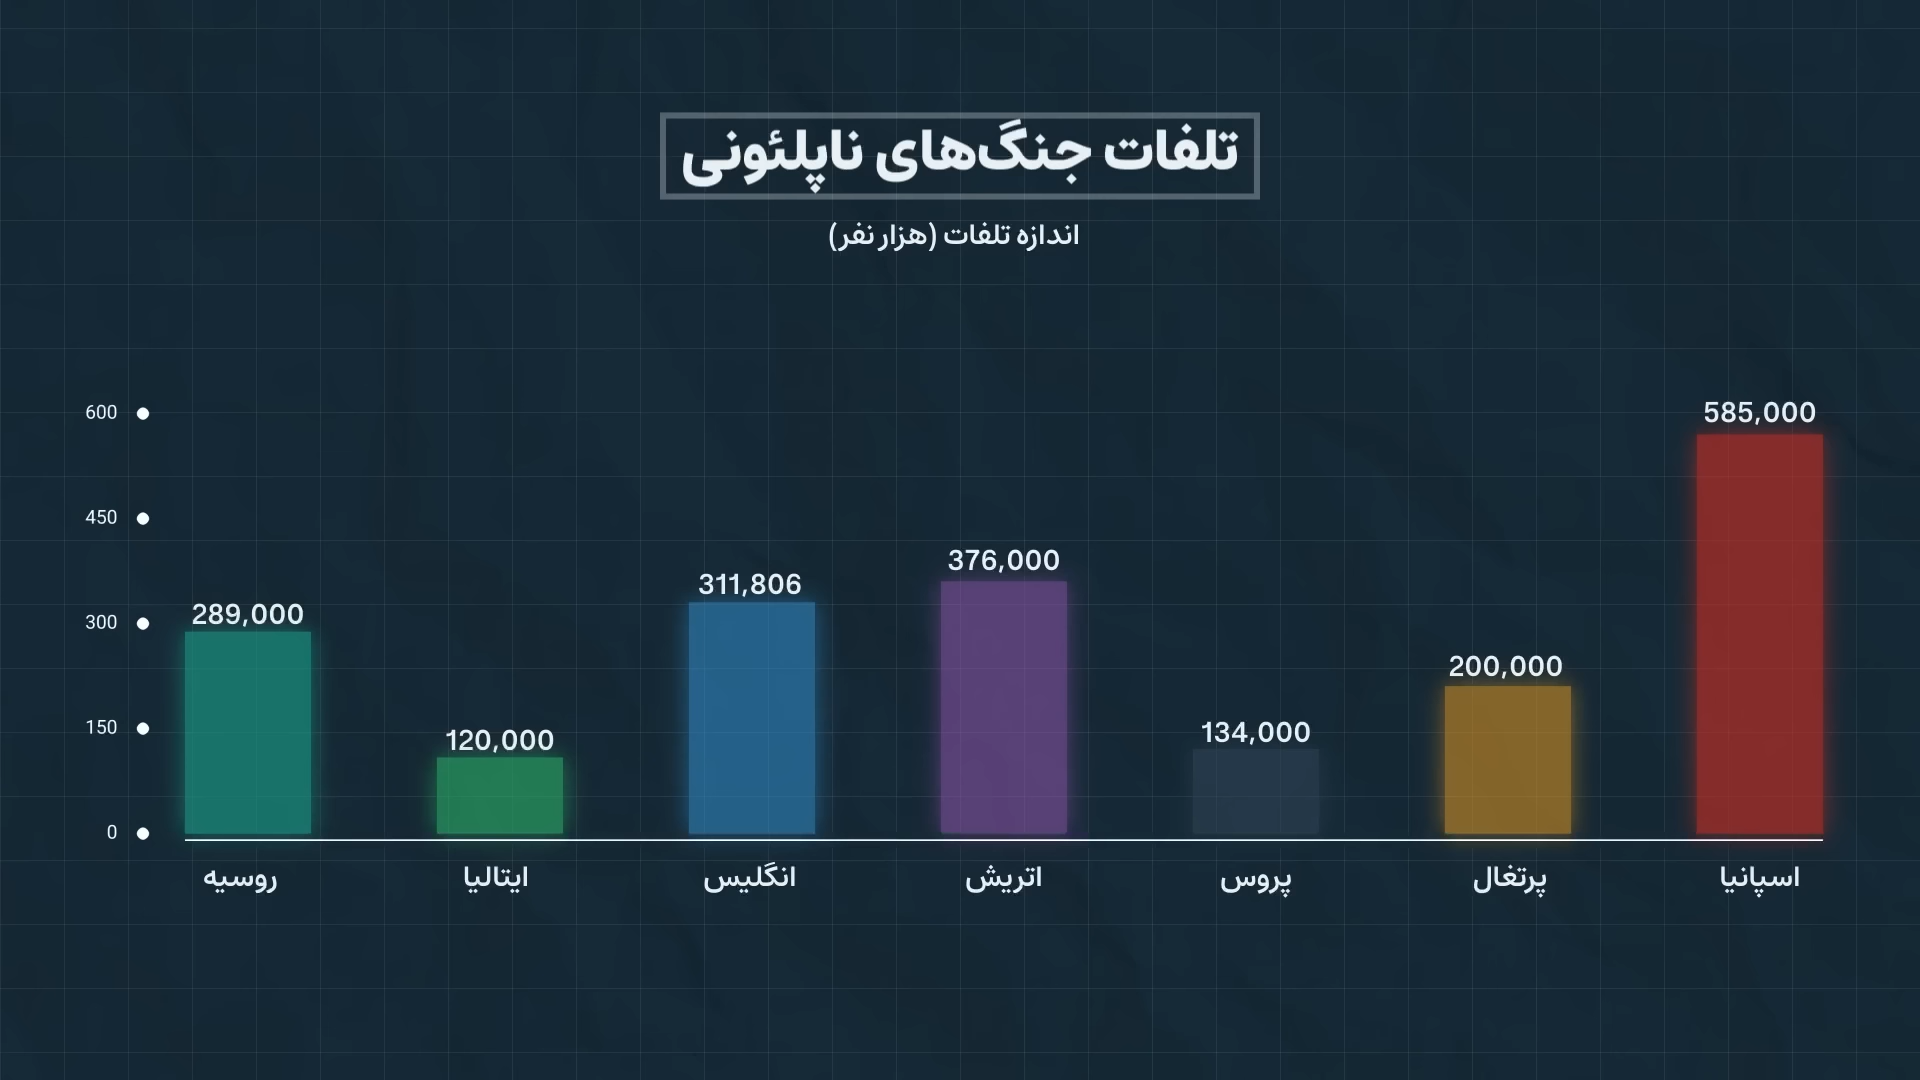 تلفات جنگ‌های ناپلئونی
اندازه تلفات (هزار نفر)
600
450
300
150
0
289,000
120,000
311,806
376,000
134,000
200,000
585,000
روسیه
ایتالیا
انگلیس
اتریش
پروس
پرتغال
اسپانیا